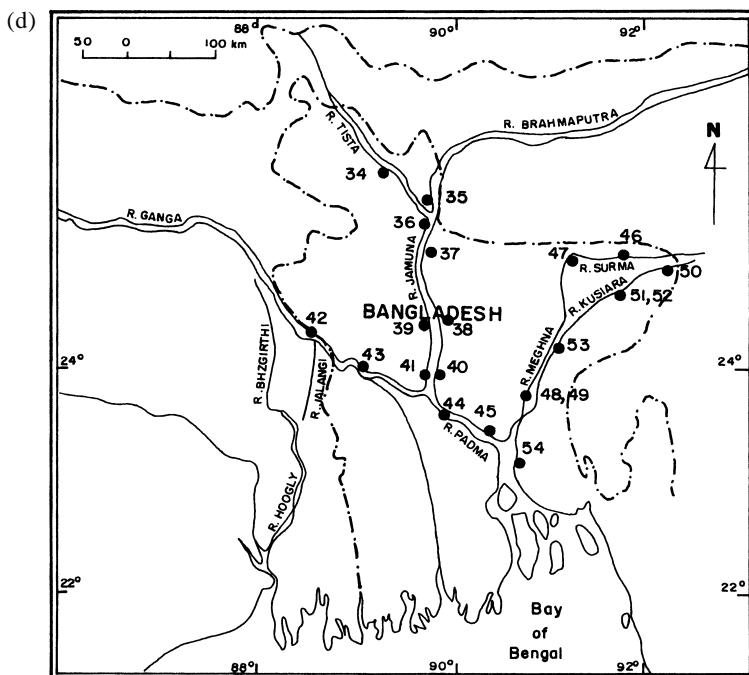 (d)
88d 90° 92°
50 0 100 km
R. BRAHMAPUTRA
R. TISTA
N
34
35
R. GANGA
36
46
37
47
R. SURMA
50
R. JAMUNA
R. KUSIARA
51, 52
BANGLADESH
42
39
38
53
24°
43
24°
R. BHZGIRTHI
R. JALANGI
41
40
R. MEGHNA
48,49
44
45
R. PADMA
54
R. HOOGLY
22°
22°
Bay
of
Bengal
88° 90° 92°